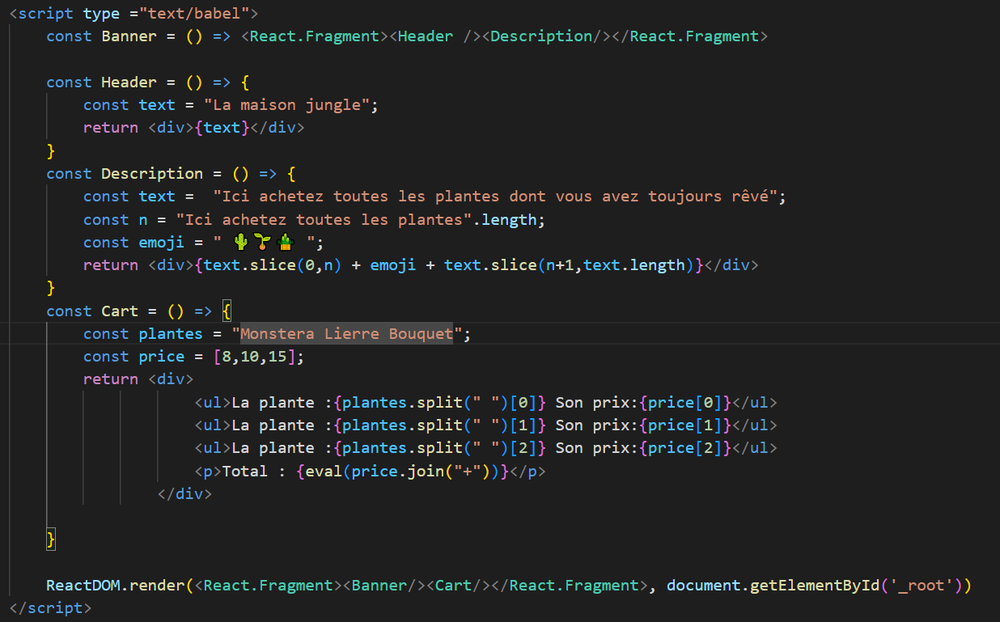 <script type ="text/babel">
    const Banner = () => <React.Fragment><Header /><Description/></React.Fragment>

    const Header = () => {
        const text = "La maison jungle";
        return <div>{text}</div>
    }
    const Description = () => {
        const text =  "Ici achetez toutes les plantes dont vous avez toujours rêvé";
        const n = "Ici achetez toutes les plantes".length;
        const emoji = " 🌵🌱🎍 ";
        return <div>{text.slice(0,n) + emoji + text.slice(n+1,text.length)}</div>
    }
    const Cart = () => {
        const plantes = "Monstera Lierre Bouquet";
        const price = [8,10,15];
        return <div>
                    <ul>La plante :{plantes.split(" ")[0]} Son prix:{price[0]}</ul>
                    <ul>La plante :{plantes.split(" ")[1]} Son prix:{price[1]}</ul>
                    <ul>La plante :{plantes.split(" ")[2]} Son prix:{price[2]}</ul>
                    <p>Total : {eval(price.join("+"))}</p>
                </div>

    }

    ReactDOM.render(<React.Fragment><Banner/><Cart/></React.Fragment>, document.getElementById('_root'))
</script>